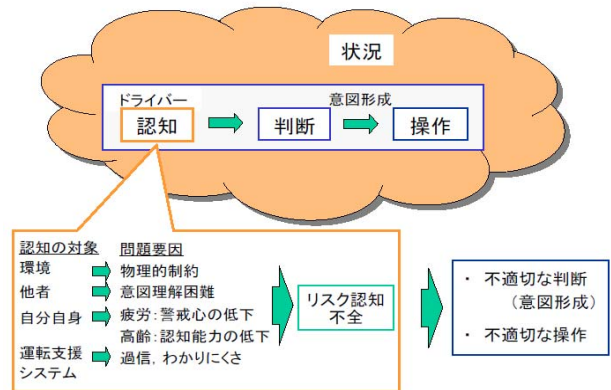 状況
ドライバー
意図形成
認知
判断
操作
認知の対象 問題要因
環境 物理的制約
他者 意図理解困難
自分自身 疲労:警戒心の低下
高齢:認知能力の低下
運転支援 過信，わかりにくさ
システム
リスク認知
不全
・ 不適切な判断
（意図形成）
・ 不適切な操作